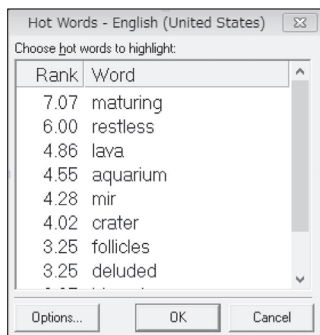 Hot Words - English (United States)
Choose hot words to highlight:
Rank Word
7.07 maturing
6.00 restless
4.86 lava
4.55 aquarium
4.28 mir
4.02 crater
3.25 follicles
3.25 deluded
Options... OK Cancel